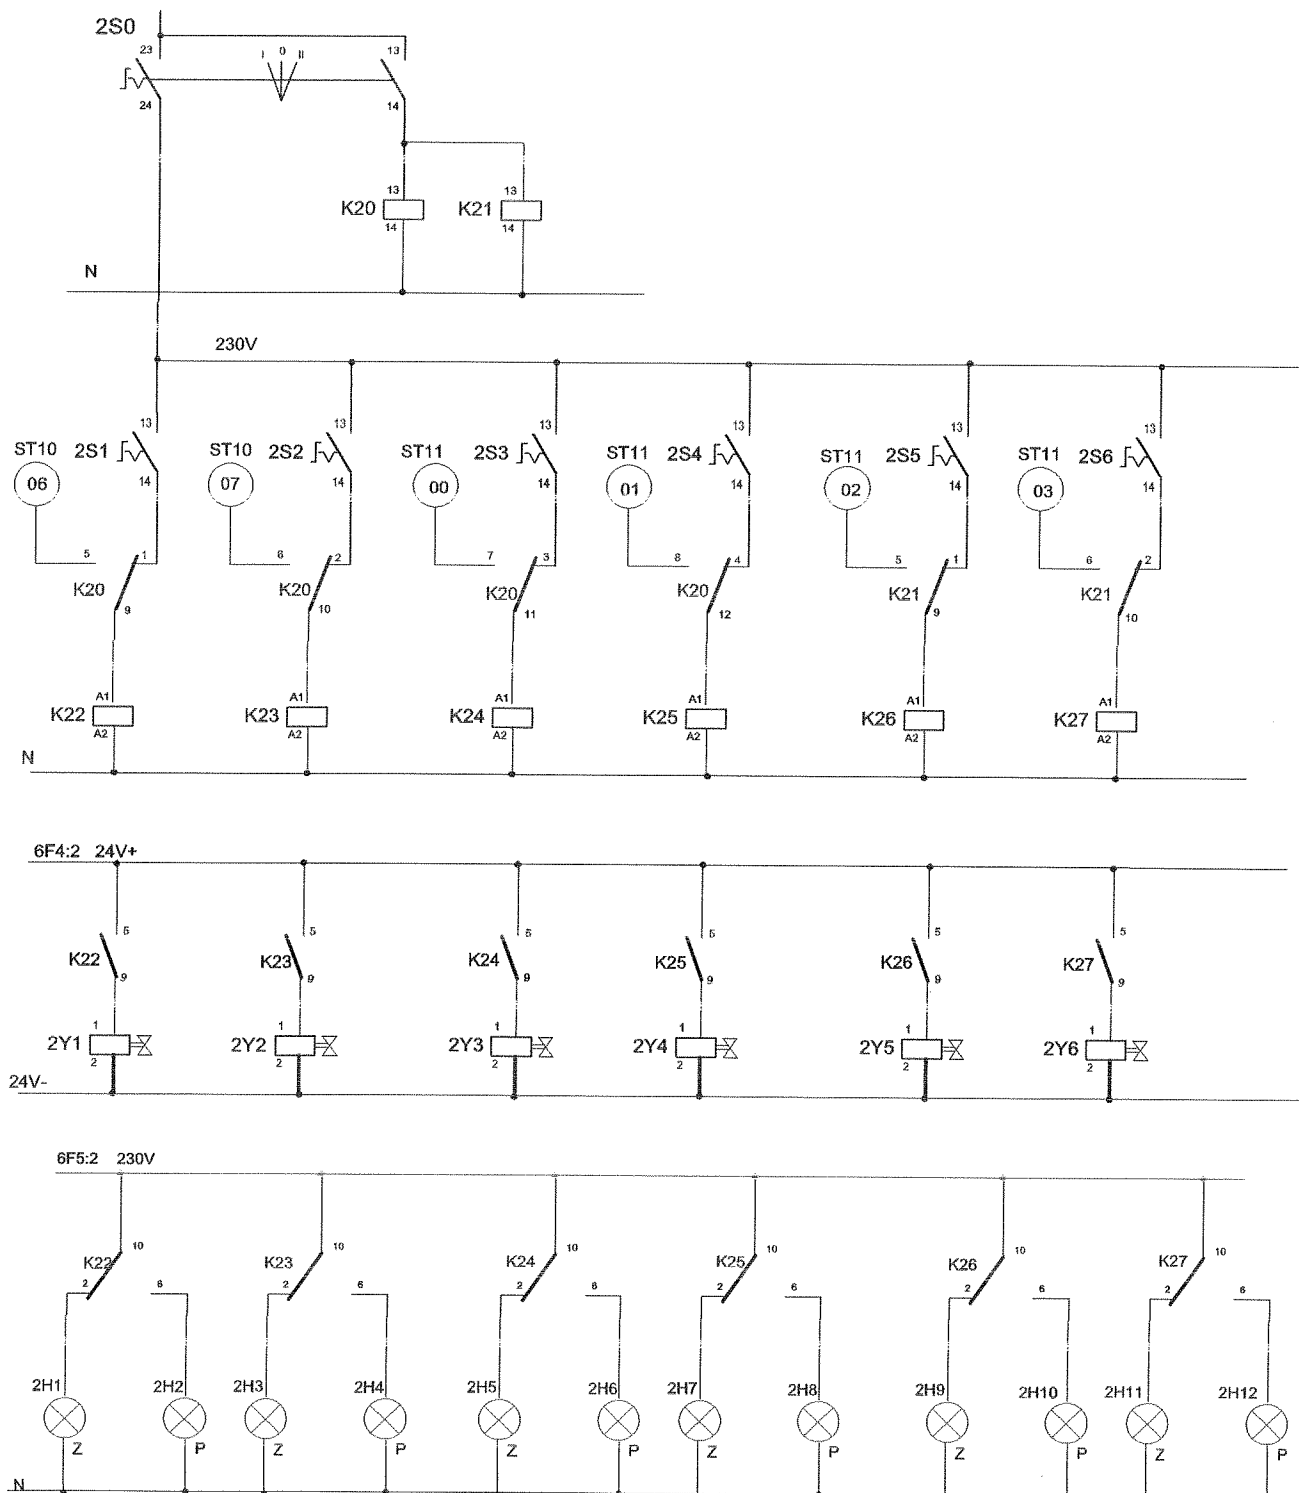 2S0
23 I 0 II 13
24 14
13 13
K20 K21
14 14
N
230V
13 13 13 13 13 13
ST10 2S1 ST10 2S2 ST11 2S3 ST11 2S4 ST11 2S5 ST11 2S6
06 14 07 14 00 14 01 14 02 14 03 14
5 1 6 2 7 3 8 4 5 1 6 2
K20 K20 K20 K20 K21 K21
9 10 11 12 9 10
A1 A1 A1 A1 A1 A1
K22 K23 K24 K25 K26 K27
A2 A2 A2 A2 A2 A2
N
6F4:2 24V+
5 5 5 5 5 5
K22 K23 K24 K25 K26 K27
9 9 9 9 9 9
1 1 1 1 1 1
2Y1 2Y2 2Y3 2Y4 2Y5 2Y6
2 2 2 2 2 2
24V-
6F5:2 230V
K22 10 K23 10 K24 10 K25 10 K26 10 K27 10
2 6 2 6 2 6 2 6 2 6 2 6
2H1 2H2 2H3 2H4 2H5 2H6 2H7 2H8 2H9 2H10 2H11 2H12
Z P Z P Z P Z P Z P Z P
N